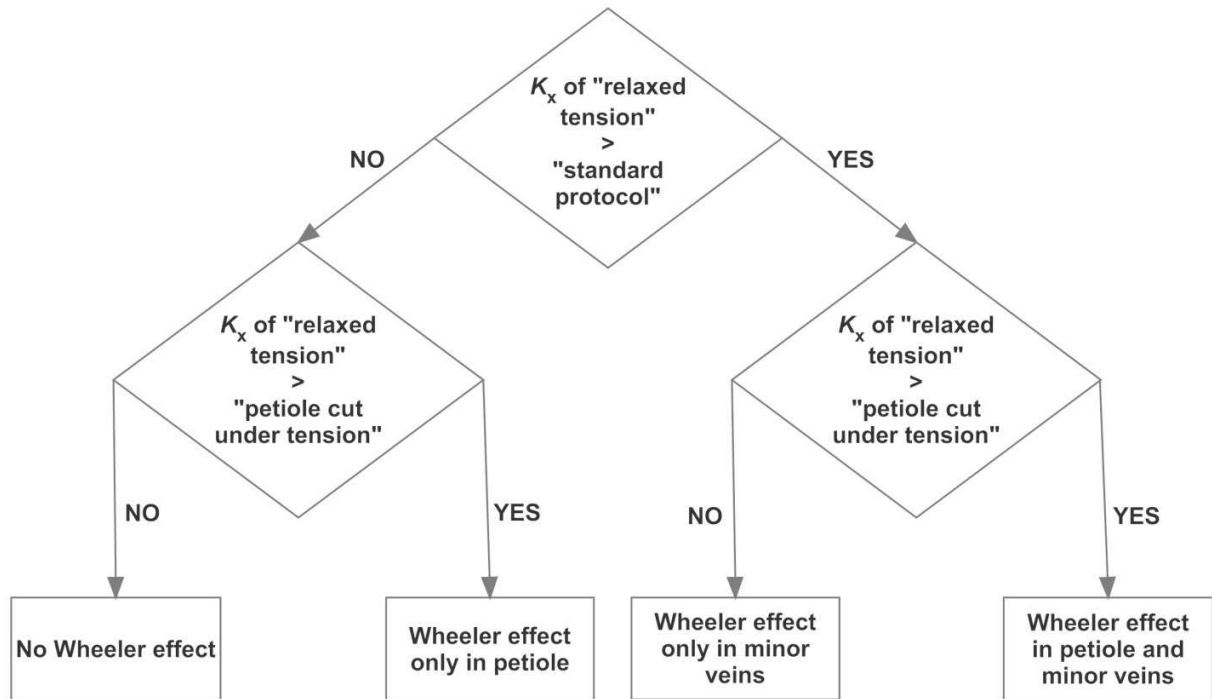 Kx of "relaxed
tension"
>
"standard
protocol"
NO
YES
Kx of "relaxed
tension"
>
"petiole cut
under tension"
Kx of "relaxed
tension"
>
"petiole cut
under tension"
NO
YES
NO
YES
No Wheeler effect
Wheeler effect
only in petiole
Wheeler effect
only in minor
veins
Wheeler effect
in petiole and
minor veins